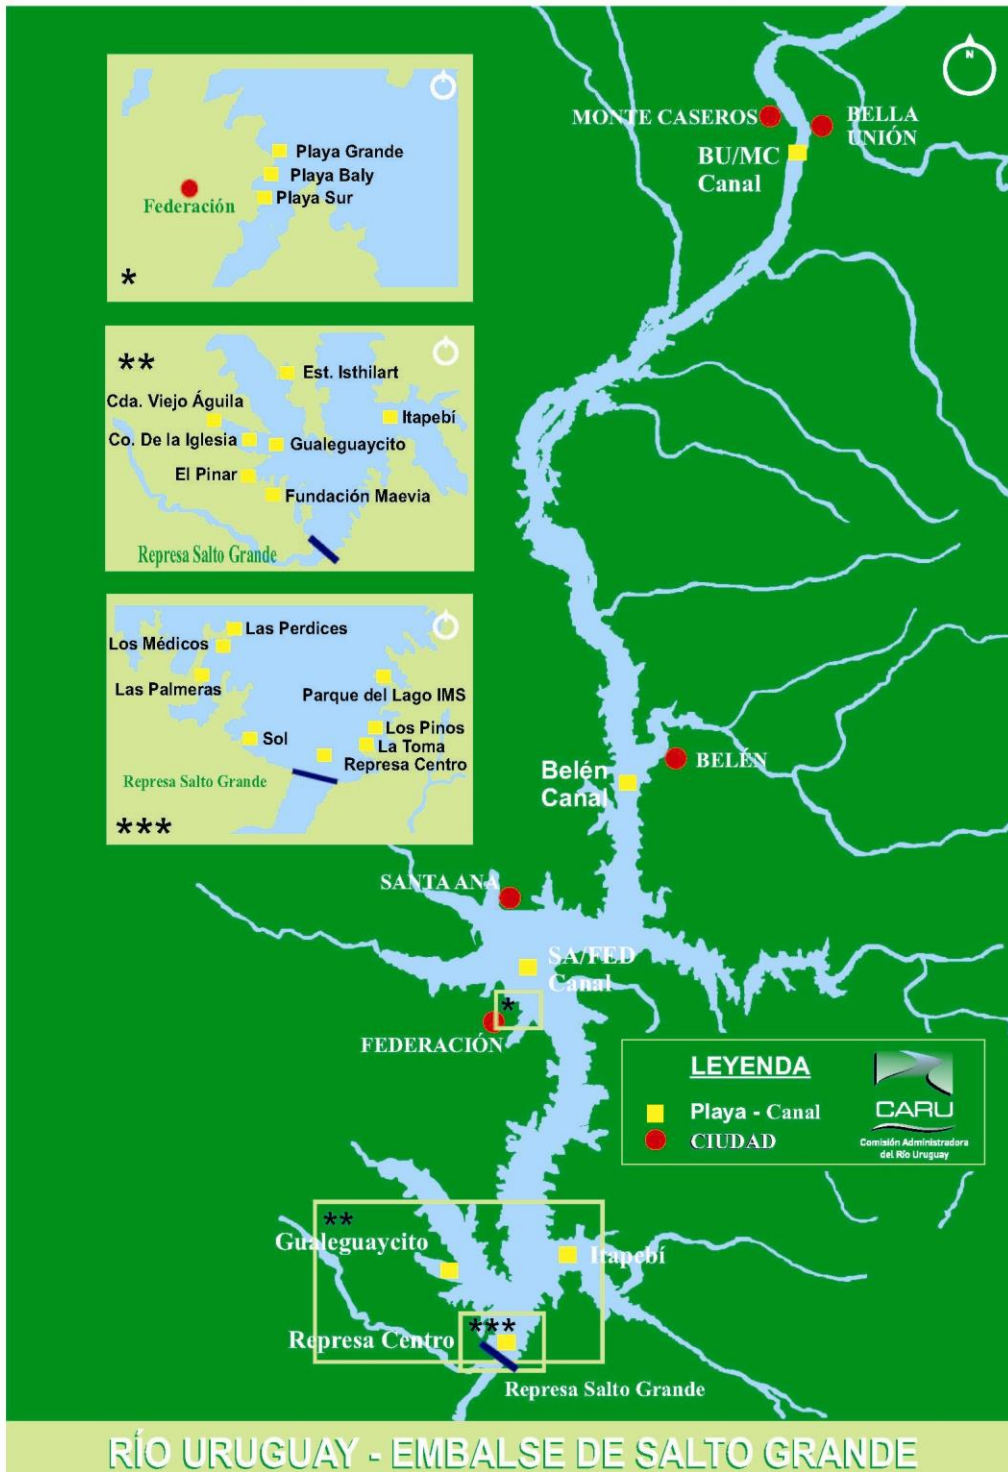 N
MONTE CASEROS
BELLA
UNIÓN
BU/MC
Canal
Playa Grande
Playa Baly
Playa Sur
Federación
*
**
Est. Isthilart
Cda. Viejo Águila
Itapebí
Co. De la Iglesia
Gualeguaycito
El Pinar
Fundación Maevia
Represa Salto Grande
Las Perdices
Los Médicos
Las Palmeras
Parque del Lago IMS
Los Pinos
Sol
La Toma
Represa Centro
Represa Salto Grande
***
BELÉN
Belén
Canal
SANTA ANA
SA/FED
Canal
*
FEDERACIÓN
LEYENDA
Playa - Canal
CIUDAD
CARU
Comisión Administradora
del Río Uruguay
**
Gualeguaycito
Itapebí
***
Represa Centro
Represa Salto Grande
RÍO URUGUAY - EMBALSE DE SALTO GRANDE